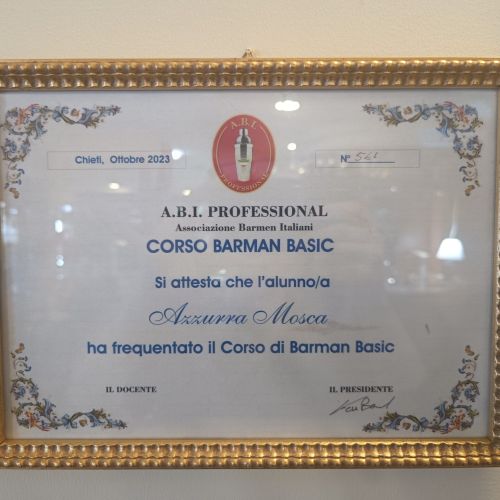 Chieti, Ottobre 2023
A.B.I.
PROFESSIONAL
N° 561
A.B.I. PROFESSIONAL
Associazione Barmen Italiani
CORSO BARMAN BASIC
Si attesta che l'alunno/a
Azzurra Mosca
ha frequentato il Corso di Barman Basic
IL DOCENTE
IL PRESIDENTE